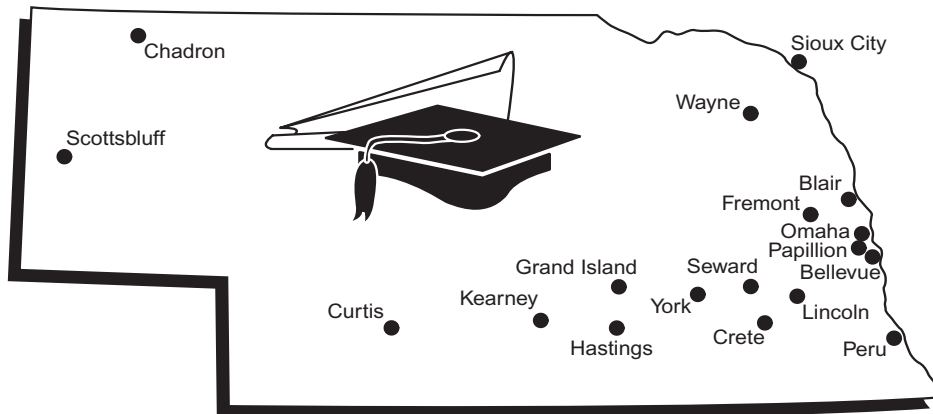 Sioux City
Chadron
Wayne
Scottsbluff
Blair
Fremont
Omaha
Papillion
Bellevue
Grand Island
Seward
Kearney
York
Curtis
Lincoln
Crete
Hastings
Peru